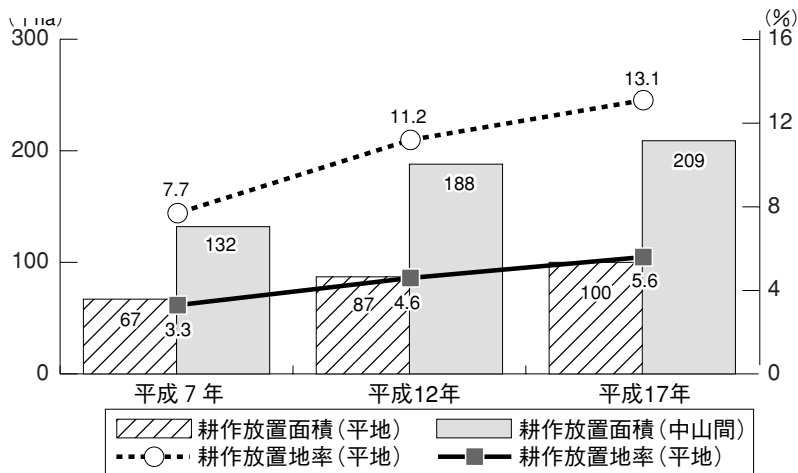 (千ha)
(%)
300
200
100
0
16
12
8
4
0
7.7
11.2
13.1
67
132
87
188
100
209
3.3
4.6
5.6
平成7年
平成12年
平成17年
耕作放置面積(平地)
耕作放置面積(中山間)
耕作放置地率(平地)
耕作放置地率(平地)